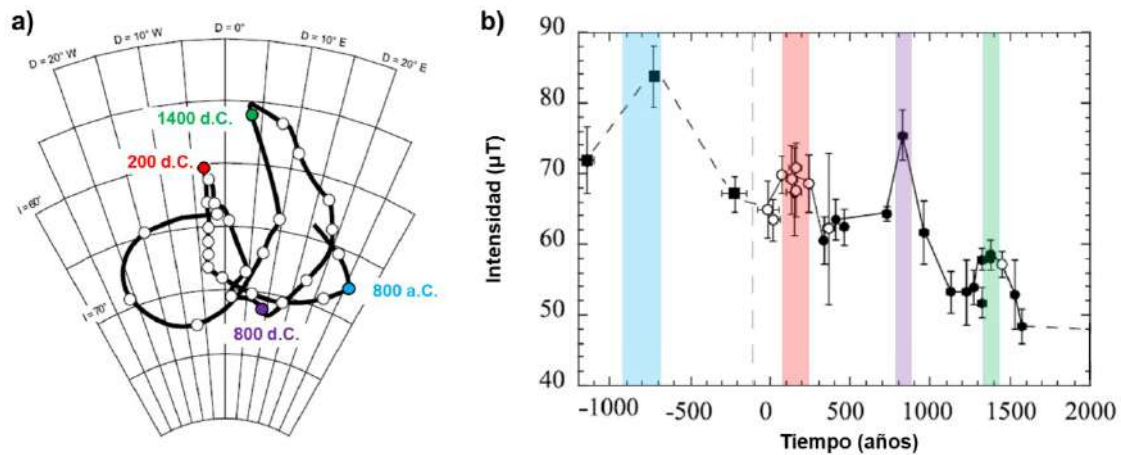 a)
D = 20° W
D = 10° W
D = 0°
D = 10° E
D = 20° E
1400 d.C.
200 d.C.
I = 60°
I = 70°
800 a.C.
800 d.C.
b)
Intensidad (µT)
90
80
70
60
50
40
-1000 -500 0 500 1000 1500 2000
Tiempo (años)